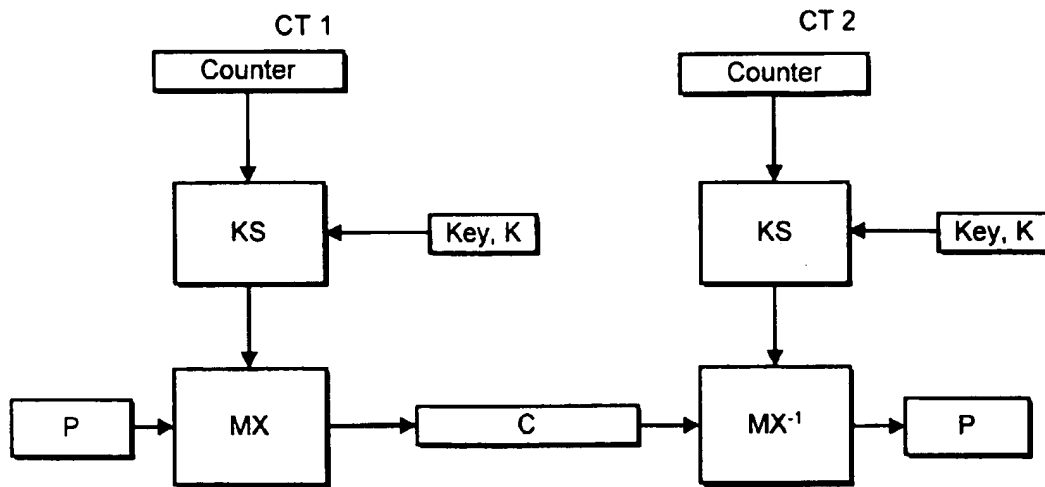 CT 1
CT 2
Counter
Counter
KS
Key, K
KS
Key, K
P
MX
C
MX⁻¹
P